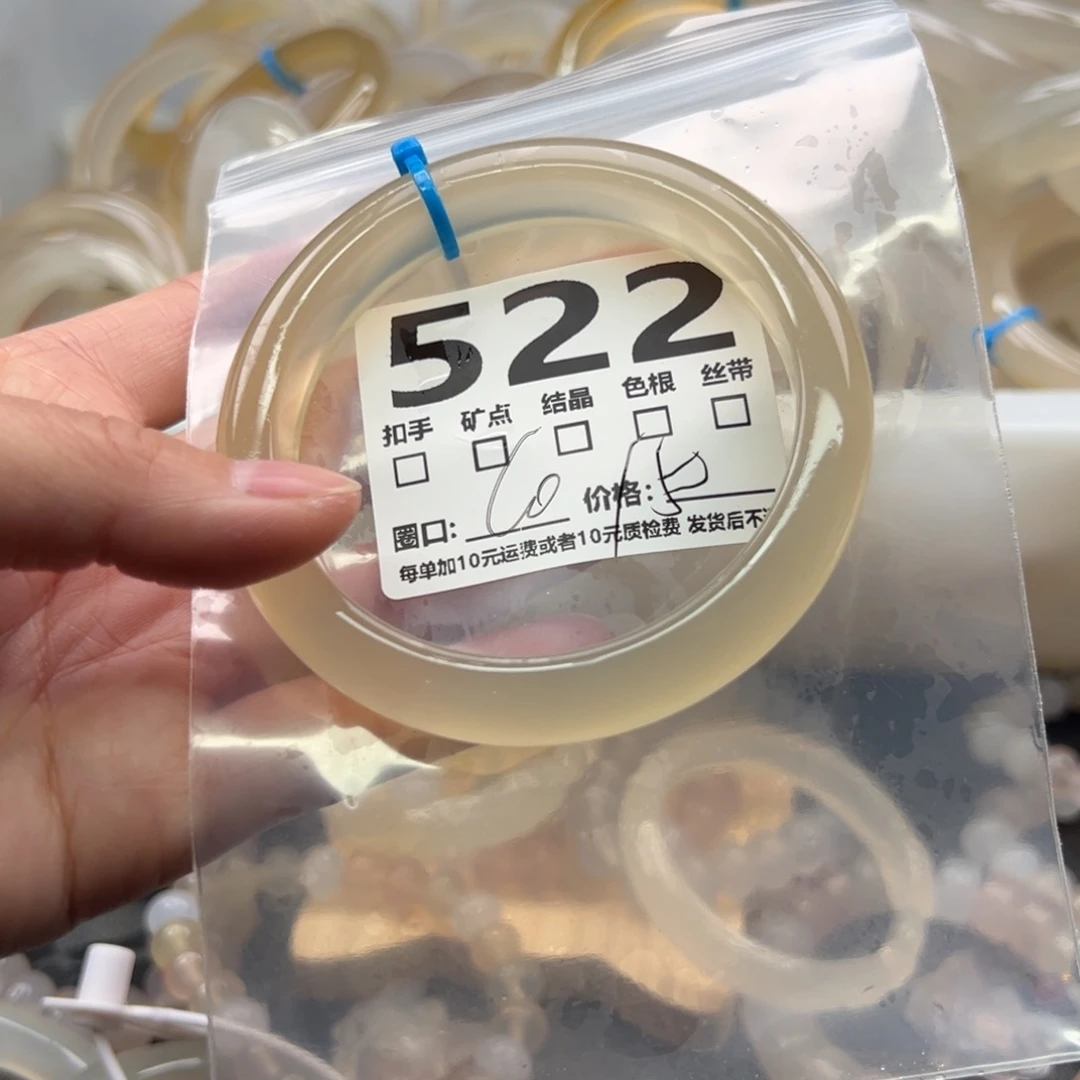 522
扣手 矿点 结晶 色根 丝带
圈口: 60 价格:
每单加10元运费或者10元质检费 发货后不